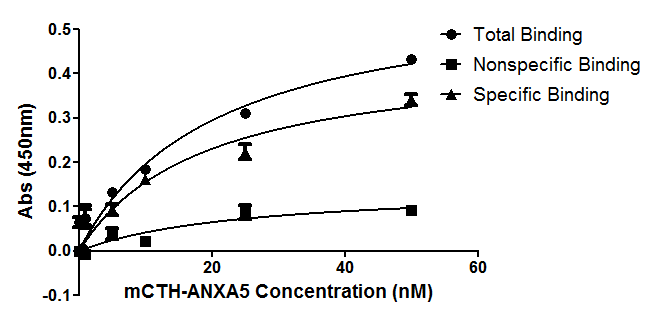 0.5
0.4
0.3
0.2
0.1
0.0
-0.1
20
40
60
Abs (450nm)
mCTH-ANXA5 Concentration (nM)
Total Binding
Nonspecific Binding
Specific Binding